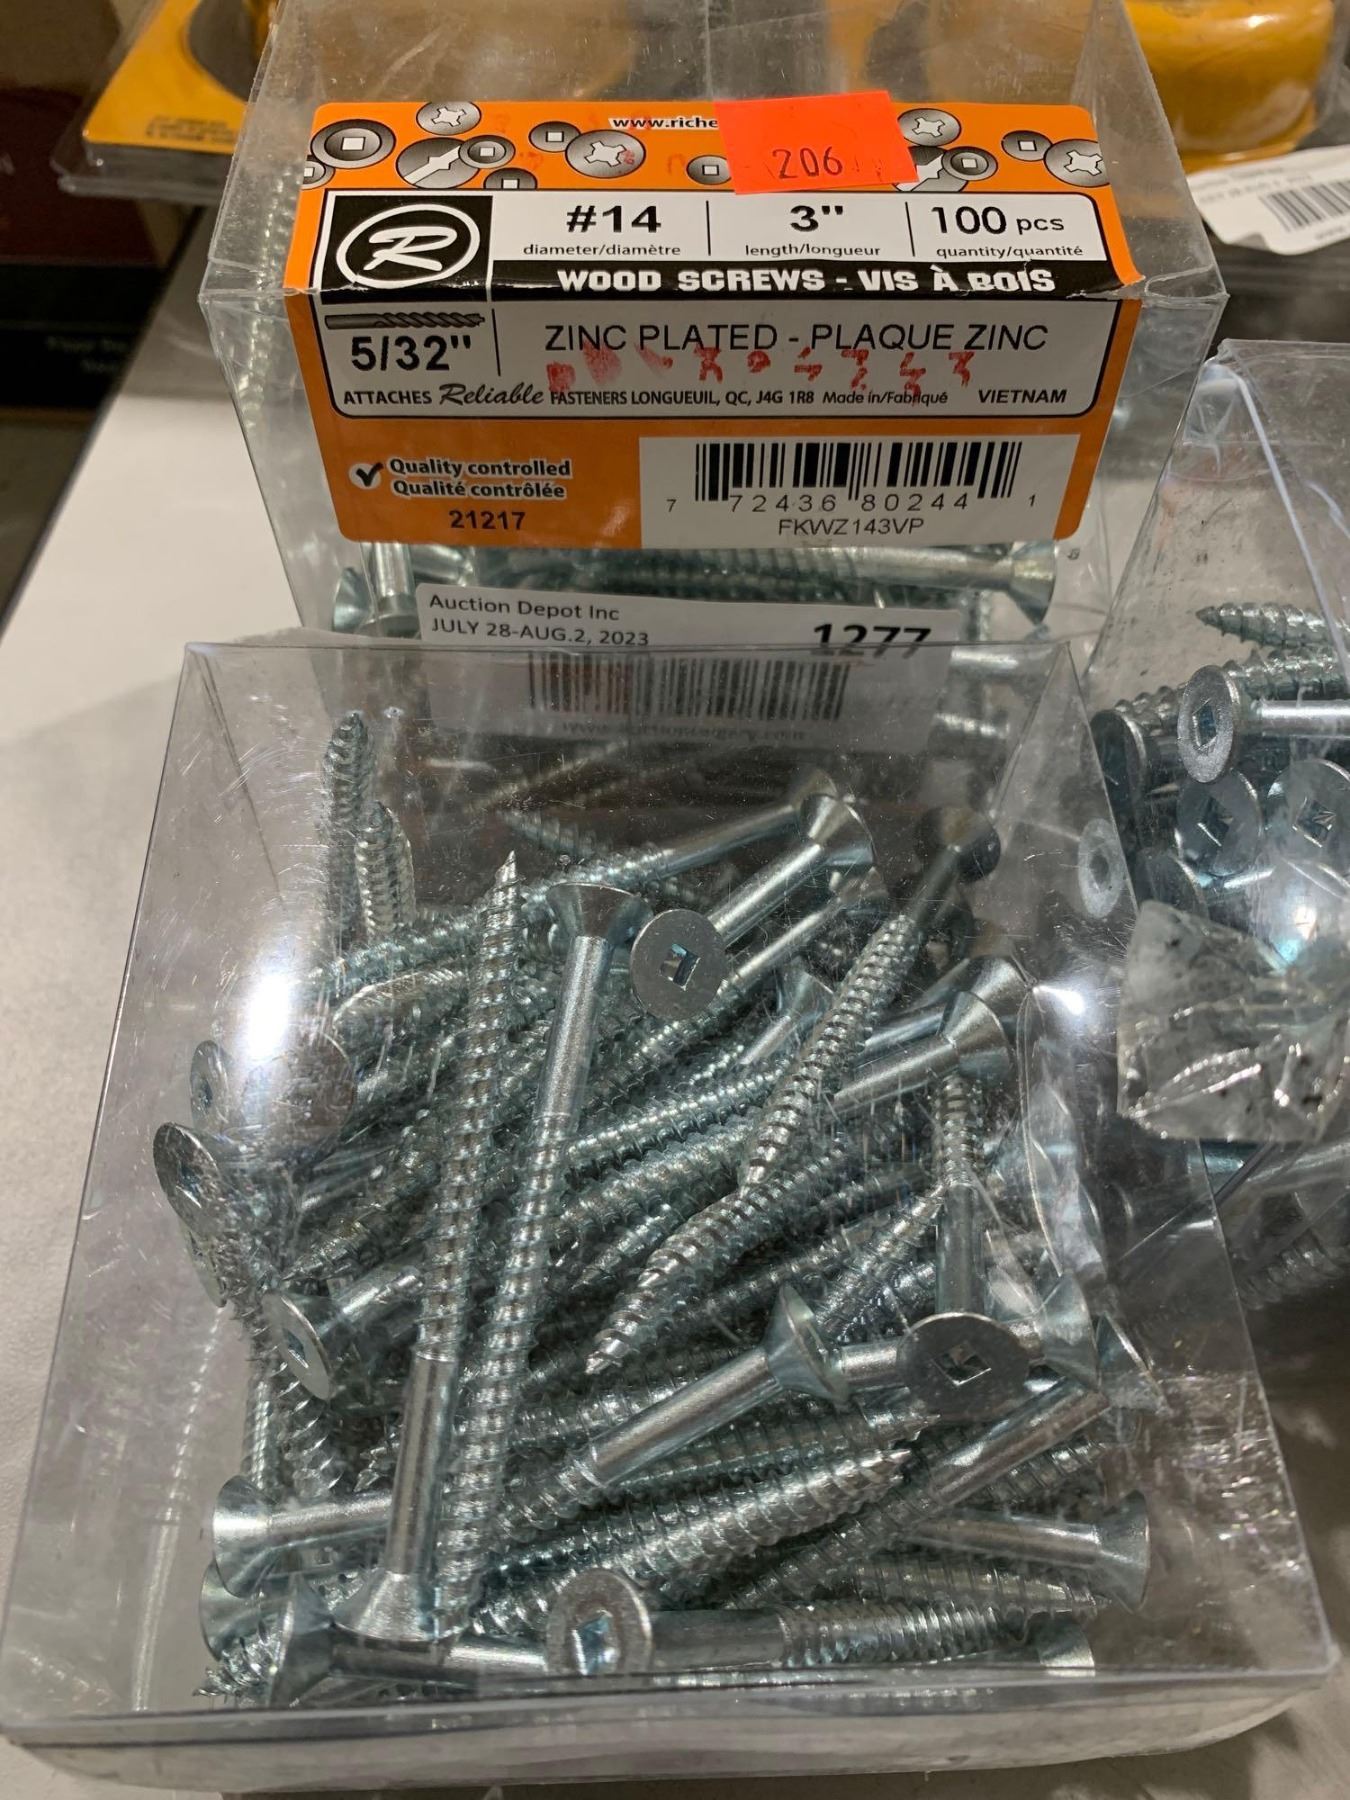 www.riche
206
R
#14 3" 100 pcs
diameter/diamètre length/longueur quantity/quantité
WOOD SCREWS - VIS À BOIS
5/32" ZINC PLATED - PLAQUE ZINC
ATTACHES Reliable FASTENERS LONGUEUIL, QC, J4G 1R8 Made in/Fabriqué VIETNAM
Quality controlled
Qualité contrôlée
21217
7 72436 80244 1
FKWZ143VP
Auction Depot Inc
JULY 28-AUG.2, 2023 1277